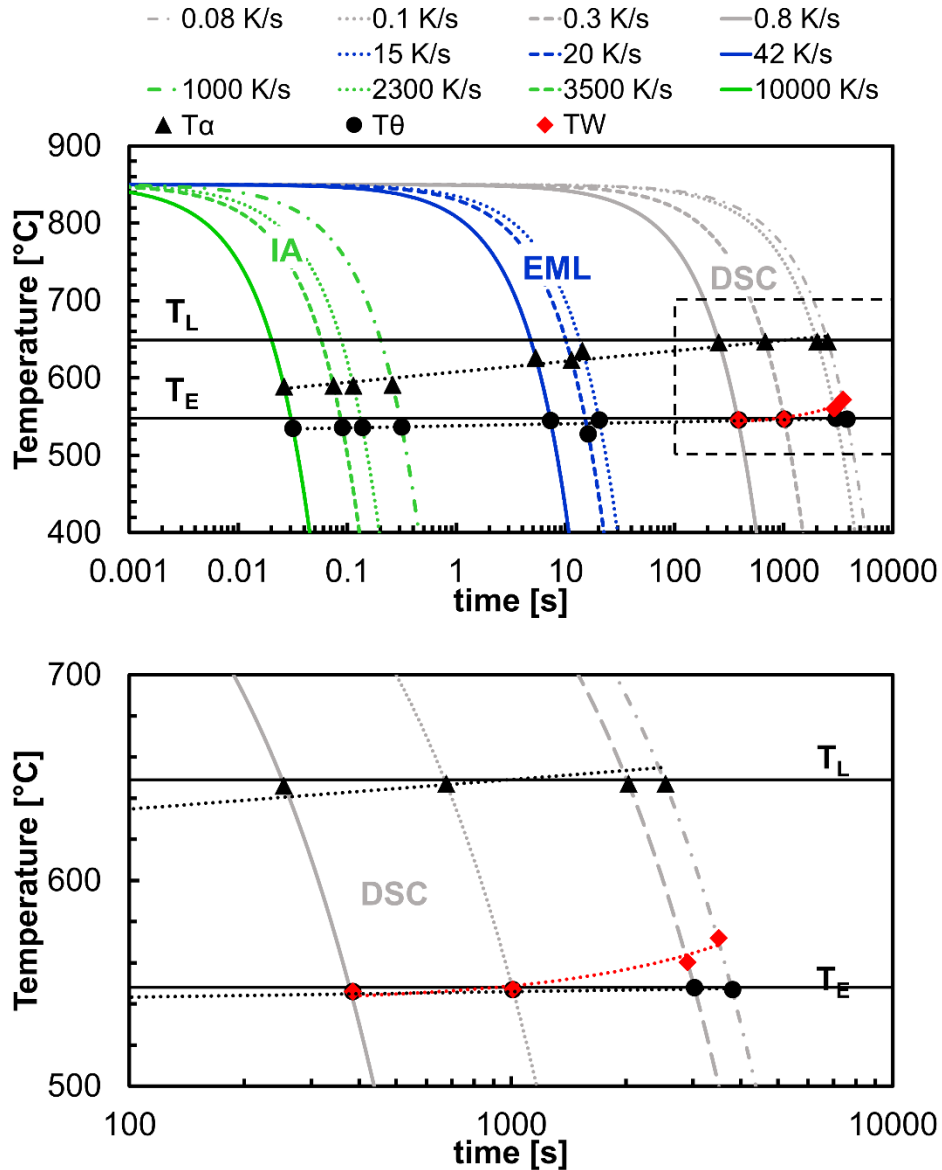 0.08 K/s 0.1 K/s 0.3 K/s 0.8 K/s
15 K/s 20 K/s 42 K/s
1000 K/s 2300 K/s 3500 K/s 10000 K/s
Tα Tθ TW
900
800
700
600
500
400
Temperature [°C]
IA
EML
DSC
TL
TE
0.001 0.01 0.1 1 10 100 1000 10000
time [s]
700
600
500
Temperature [°C]
TL
DSC
TE
100 1000 10000
time [s]